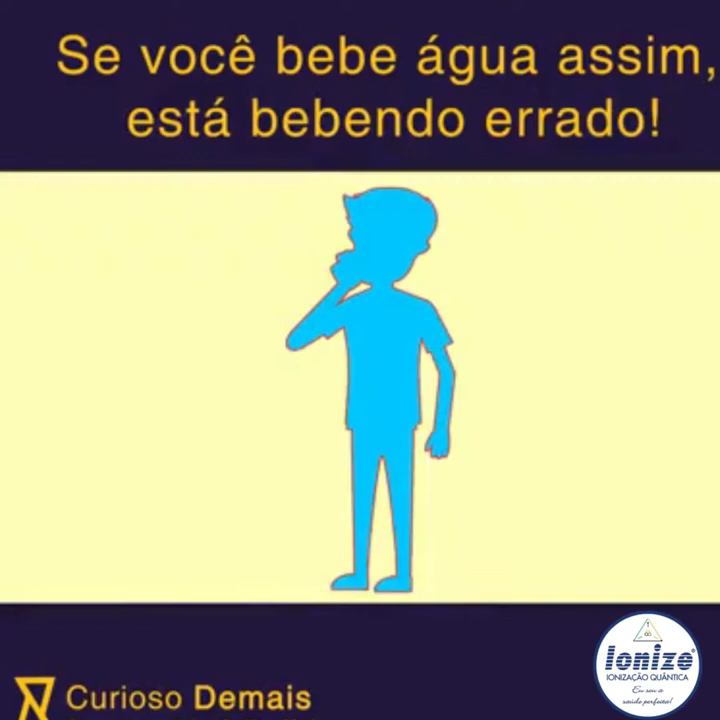 Se você bebe água assim,
está bebendo errado!
Curioso Demais
Ionize®
IONIZAÇÃO QUÂNTICA
Eu sou a
saúde perfeita!